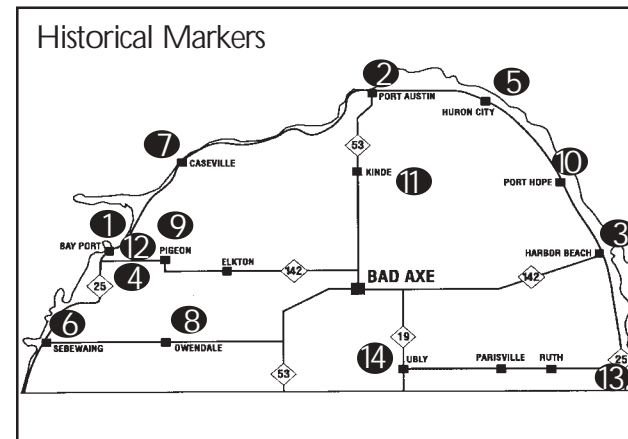 Historical Markers
2
PORT AUSTIN
5
HURON CITY
7
CASEVILLE
53
KINDE
11
10
PORT HOPE
1
BAY PORT
12
9
PIGEON
4
25
ELKTON
142
BAD AXE
3
HARBOR BEACH
142
6
SEBEWAING
8
OWENDALE
53
19
14
UBLY
PARISVILLE
RUTH
25
13